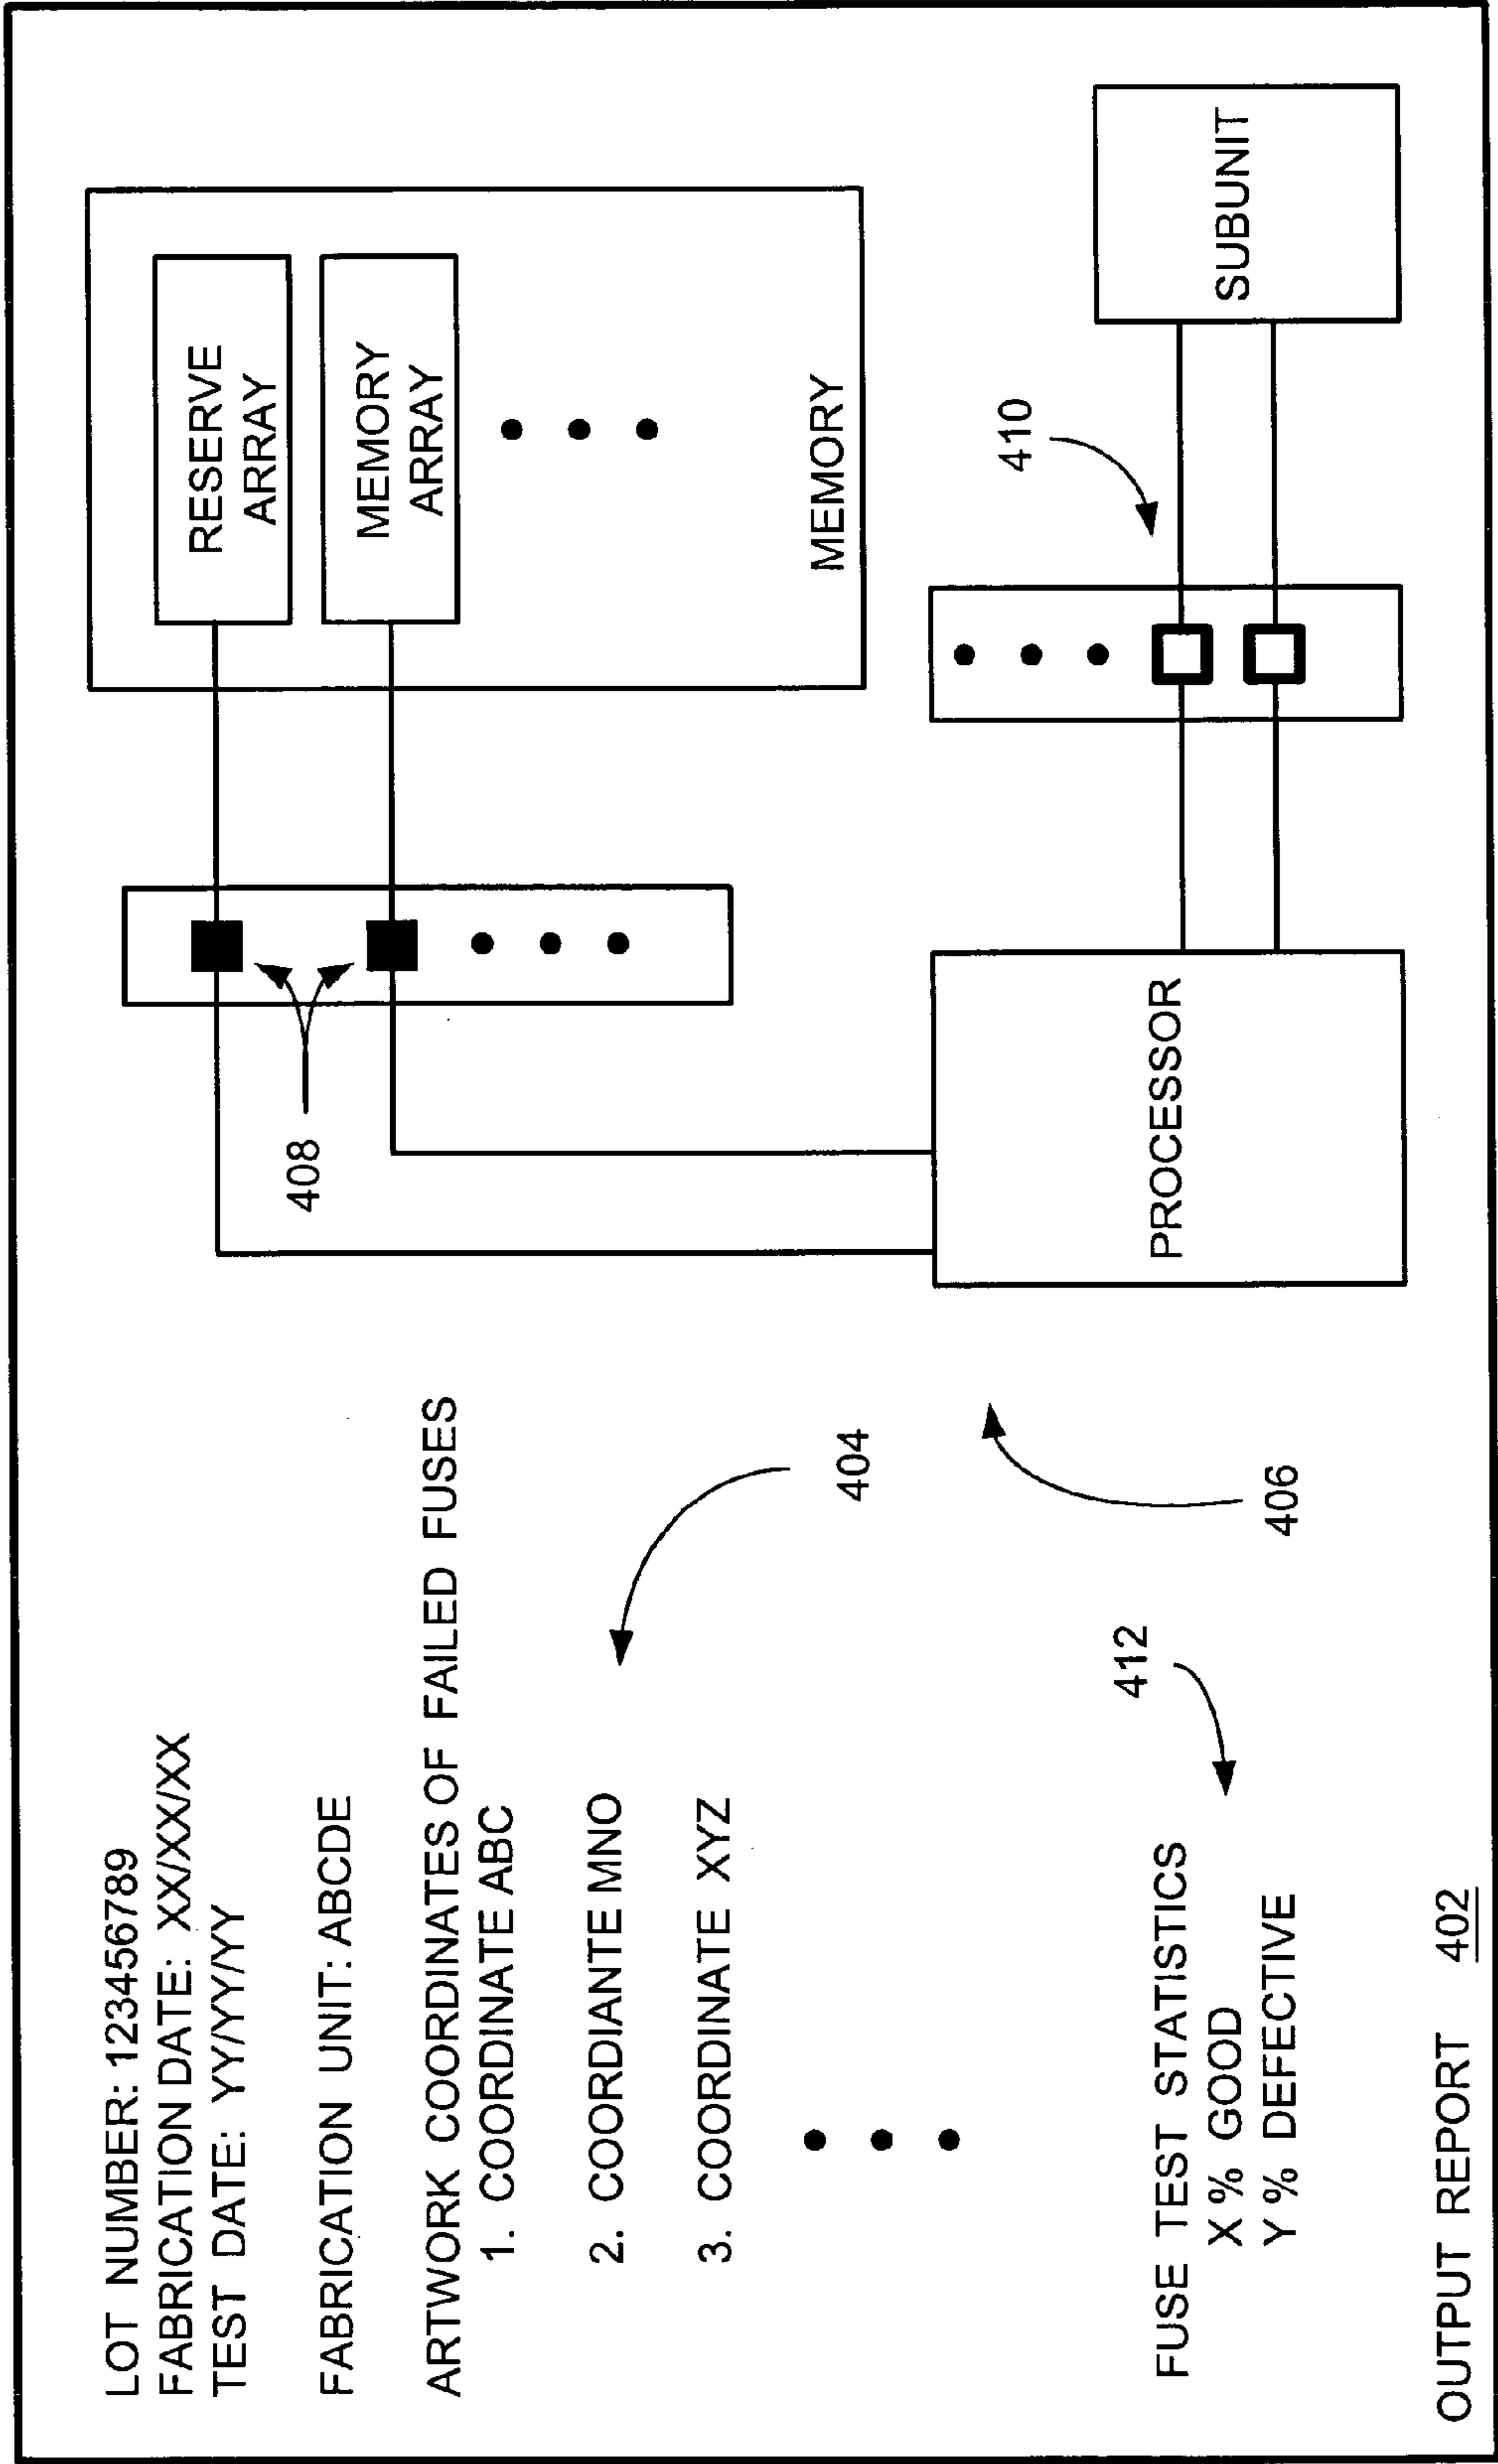 LOT NUMBER: 123456789
FABRICATION DATE: XX/XX/XX
TEST DATE: YY/YY/YY
FABRICATION UNIT: ABCDE
ARTWORK COORDINATES OF FAILED FUSES
1. COORDINATE ABC
2. COORDIANTE MNO
3. COORDINATE XYZ
404
406
412
FUSE TEST STATISTICS
X % GOOD
Y % DEFECTIVE
OUTPUT REPORT 402
408
RESERVE
ARRAY
MEMORY
ARRAY
MEMORY
410
PROCESSOR
SUBUNIT